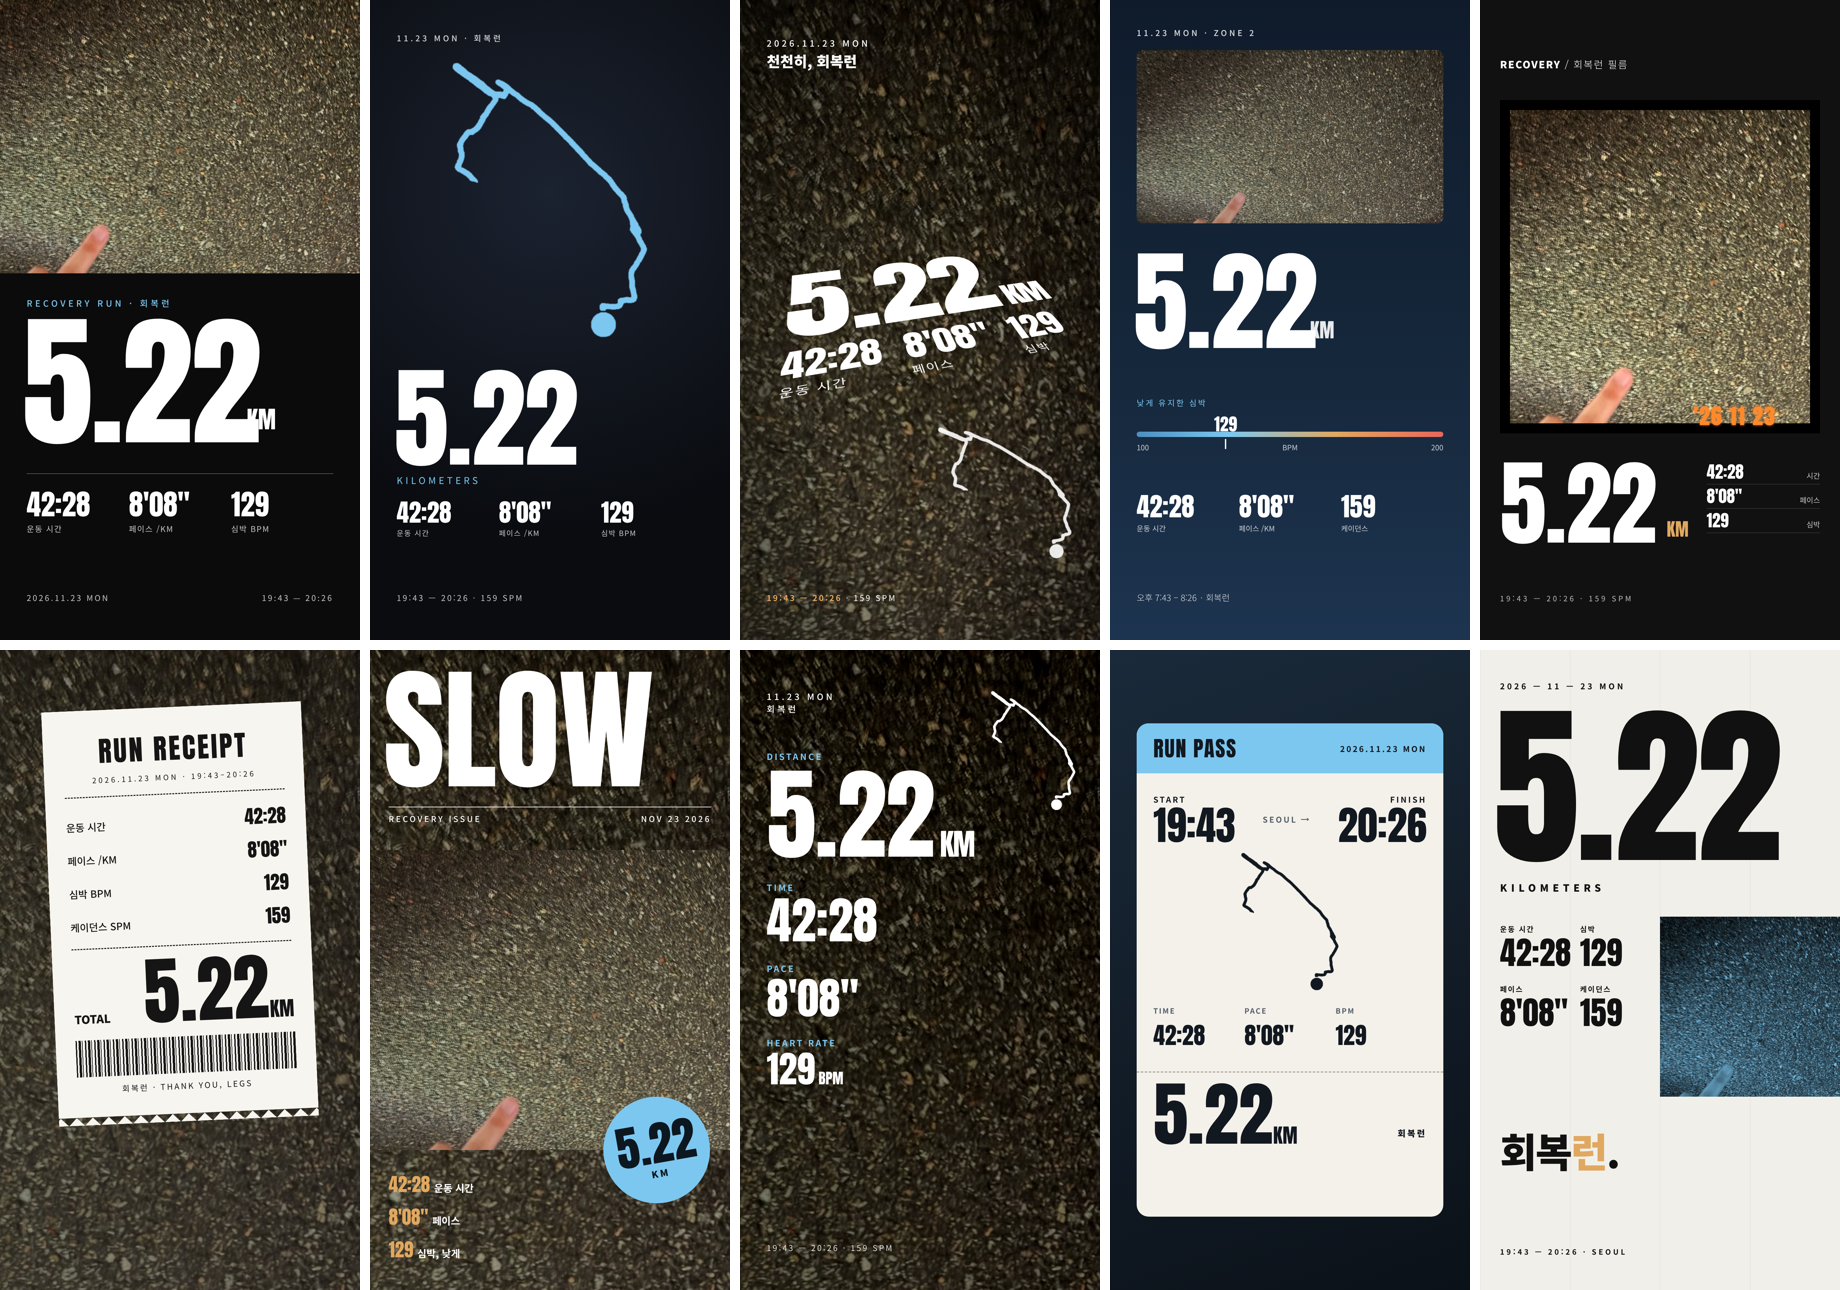 RECOVERY RUN · 회복런
5.22KM
42:28 8'08" 129
운동 시간 페이스 /KM 심박 BPM
2026.11.23 MON 19:43 — 20:26
11.23 MON · 회복런
5.22
KILOMETERS
42:28 8'08" 129
운동 시간 페이스 /KM 심박 BPM
19:43 — 20:26 · 159 SPM
2026.11.23 MON
천천히, 회복런
5.22 KM
42:28 8'08" 129
운동 시간 페이스 심박
19:43 — 20:26 · 159 SPM
11.23 MON · ZONE 2
5.22KM
낮게 유지한 심박
129
100 BPM 200
42:28 8'08" 159
운동 시간 페이스 /KM 케이던스
오후 7:43 – 8:26 · 회복런
RECOVERY / 회복런 필름
'26 11 23
5.22 KM
42:28 시간
8'08" 페이스
129 심박
19:43 — 20:26 · 159 SPM
RUN RECEIPT
2026.11.23 MON · 19:43–20:26
운동 시간 42:28
페이스 /KM 8'08"
심박 BPM 129
케이던스 SPM 159
TOTAL 5.22KM
회복런 · THANK YOU, LEGS
SLOW
RECOVERY ISSUE NOV 23 2026
5.22
KM
42:28 운동 시간
8'08" 페이스
129 심박, 낮게
11.23 MON
회복런
DISTANCE
5.22 KM
TIME
42:28
PACE
8'08"
HEART RATE
129 BPM
19:43 — 20:26 · 159 SPM
RUN PASS 2026.11.23 MON
START FINISH
19:43 SEOUL → 20:26
TIME PACE BPM
42:28 8'08" 129
5.22KM 회복런
2026 — 11 — 23 MON
5.22
KILOMETERS
운동 시간 심박
42:28 129
페이스 케이던스
8'08" 159
회복런.
19:43 — 20:26 · SEOUL